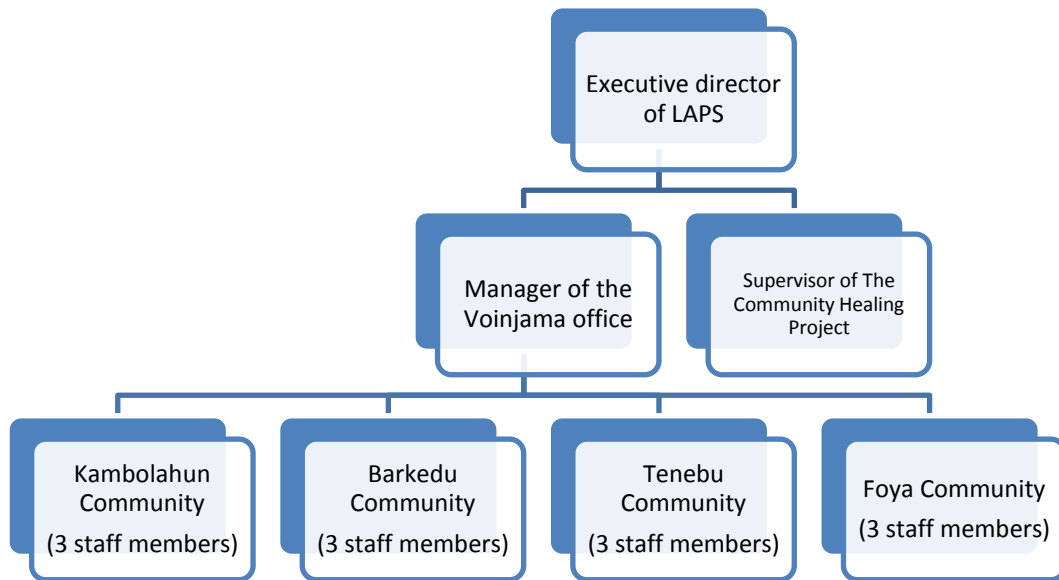 Executive director
of LAPS
Manager of the
Voinjama office
Supervisor of The
Community Healing
Project
Kambolahun
Community
(3 staff members)
Barkedu
Community
(3 staff members)
Tenebu
Community
(3 staff members)
Foya Community
(3 staff members)